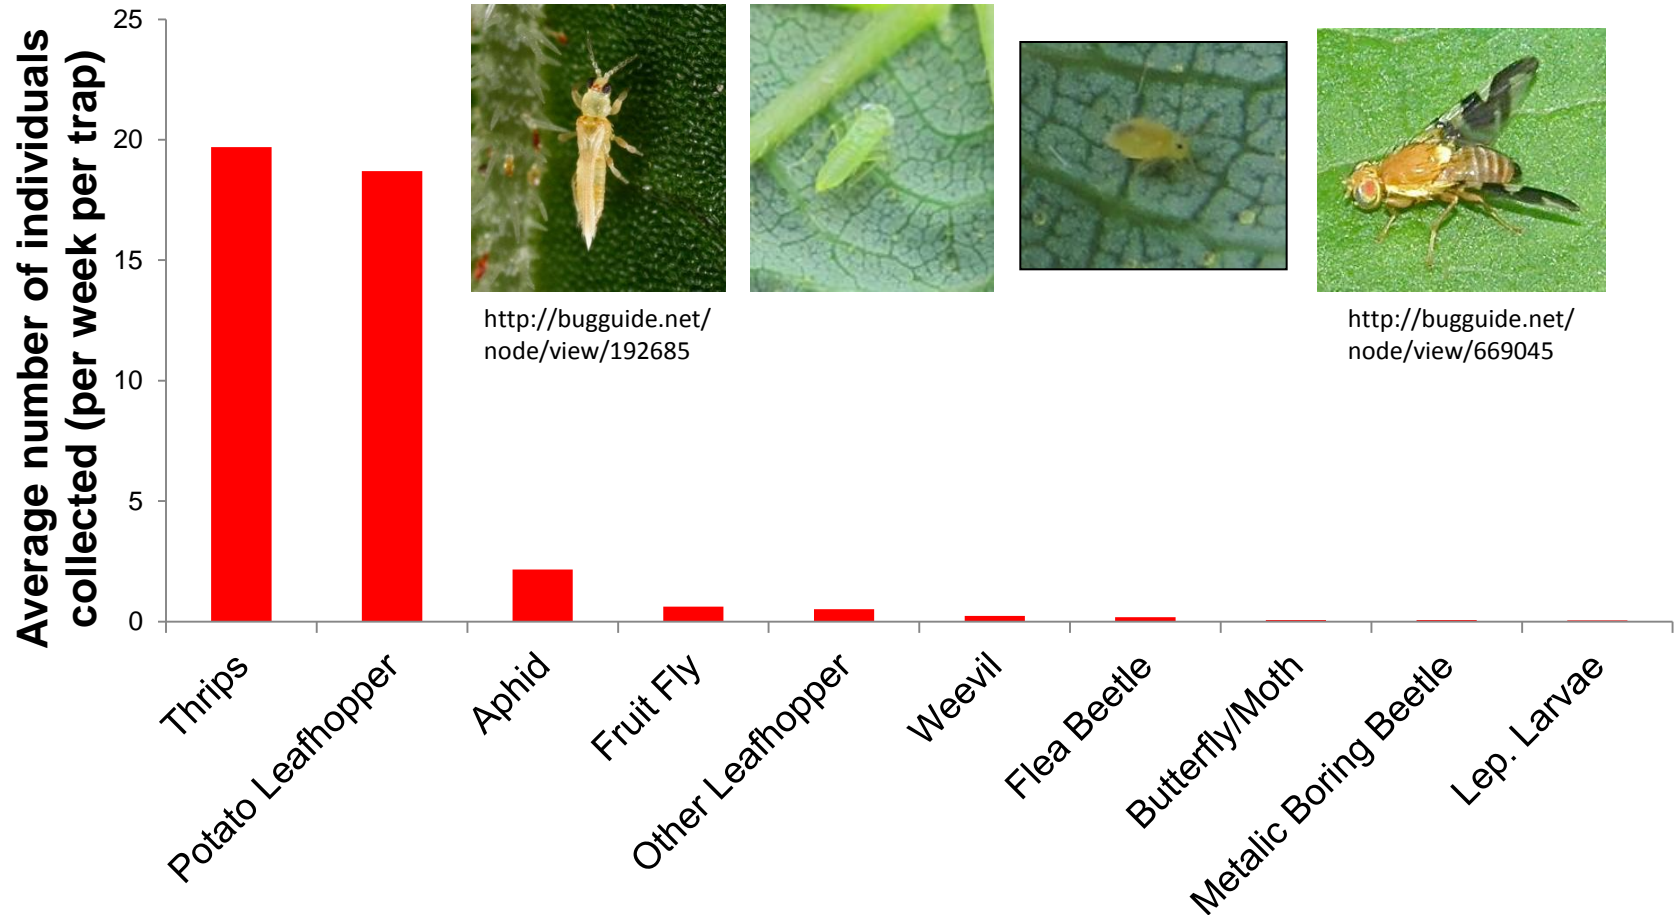 Average number of individuals
collected (per week per trap)
25
20
15
10
5
0
http://bugguide.net/
node/view/192685
http://bugguide.net/
node/view/669045
Thrips
Potato Leafhopper
Aphid
Fruit Fly
Other Leafhopper
Weevil
Flea Beetle
Butterfly/Moth
Metalic Boring Beetle
Lep. Larvae